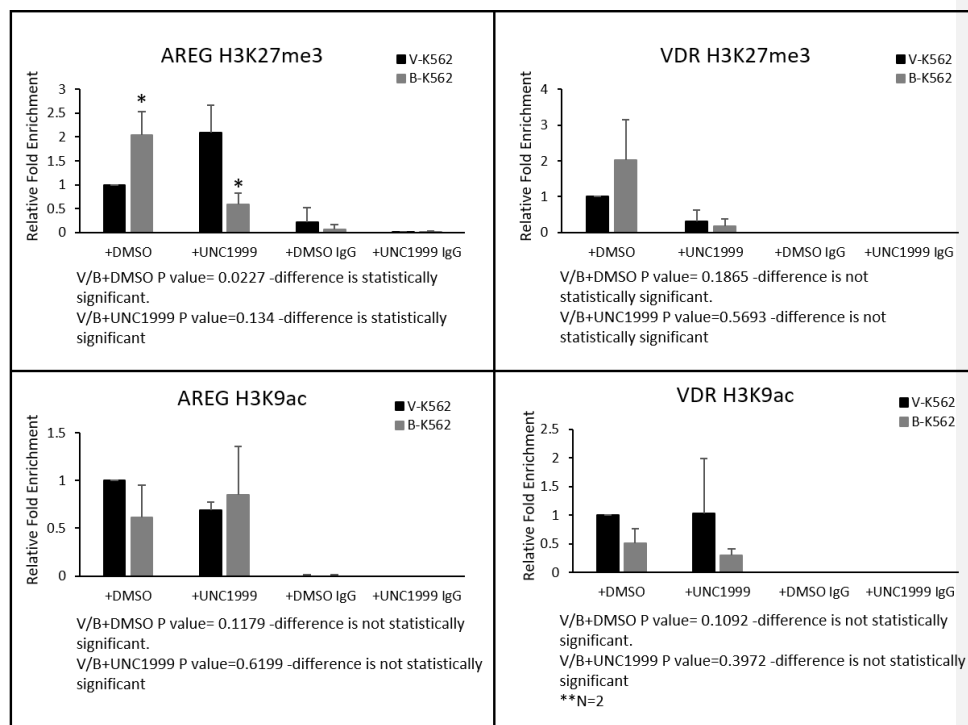 AREG H3K27me3
V-K562
B-K562
Relative Fold Enrichment
3
2.5
2
1.5
1
0.5
0
*
*
+DMSO +UNC1999 +DMSO IgG +UNC1999 IgG
V/B+DMSO P value= 0.0227 -difference is statistically
significant.
V/B+UNC1999 P value=0.134 -difference is statistically
significant
VDR H3K27me3
V-K562
B-K562
Relative Fold Enrichment
4
3
2
1
0
+DMSO +UNC1999 +DMSO IgG +UNC1999 IgG
V/B+DMSO P value= 0.1865 -difference is not
statistically significant.
V/B+UNC1999 P value=0.5693 -difference is not
statistically significant
AREG H3K9ac
V-K562
B-K562
Relative Fold Enrichment
1.5
1
0.5
0
+DMSO +UNC1999 +DMSO IgG +UNC1999 IgG
V/B+DMSO P value= 0.1179 -difference is not statistically
significant.
V/B+UNC1999 P value=0.6199 -difference is not statistically
significant
VDR H3K9ac
V-K562
B-K562
Relative Fold Enrichment
2.5
2
1.5
1
0.5
0
+DMSO +UNC1999 +DMSO IgG +UNC1999 IgG
V/B+DMSO P value= 0.1092 -difference is not statistically
significant.
V/B+UNC1999 P value=0.3972 -difference is not statistically
significant
**N=2